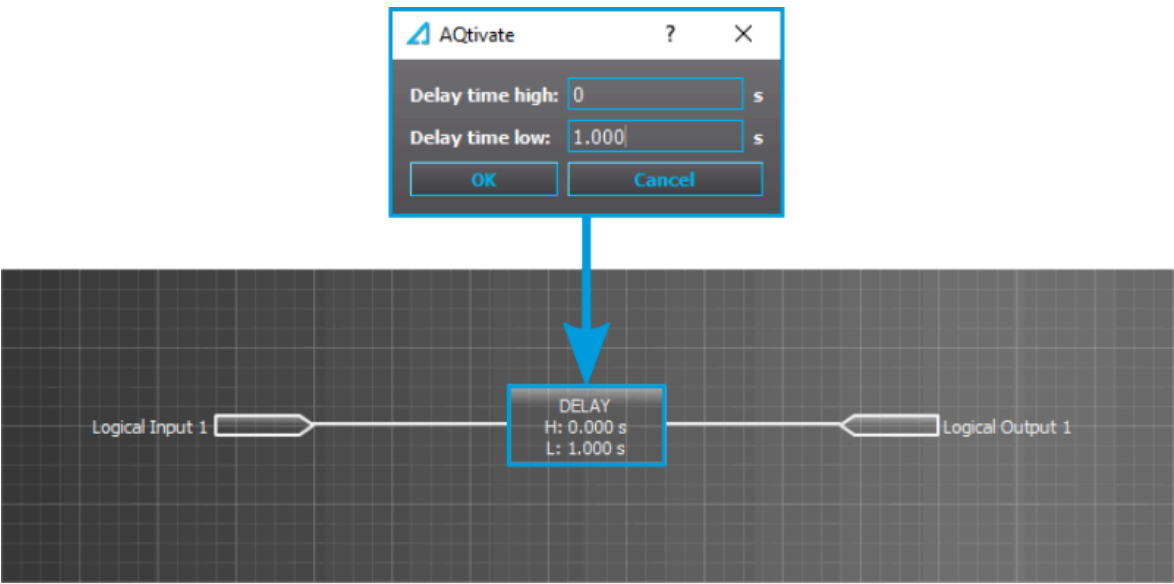 AQtivate ? ×
Delay time high: 0 s
Delay time low: 1.000 s
OK Cancel
DELAY
H: 0.000 s
L: 1.000 s
Logical Input 1
Logical Output 1